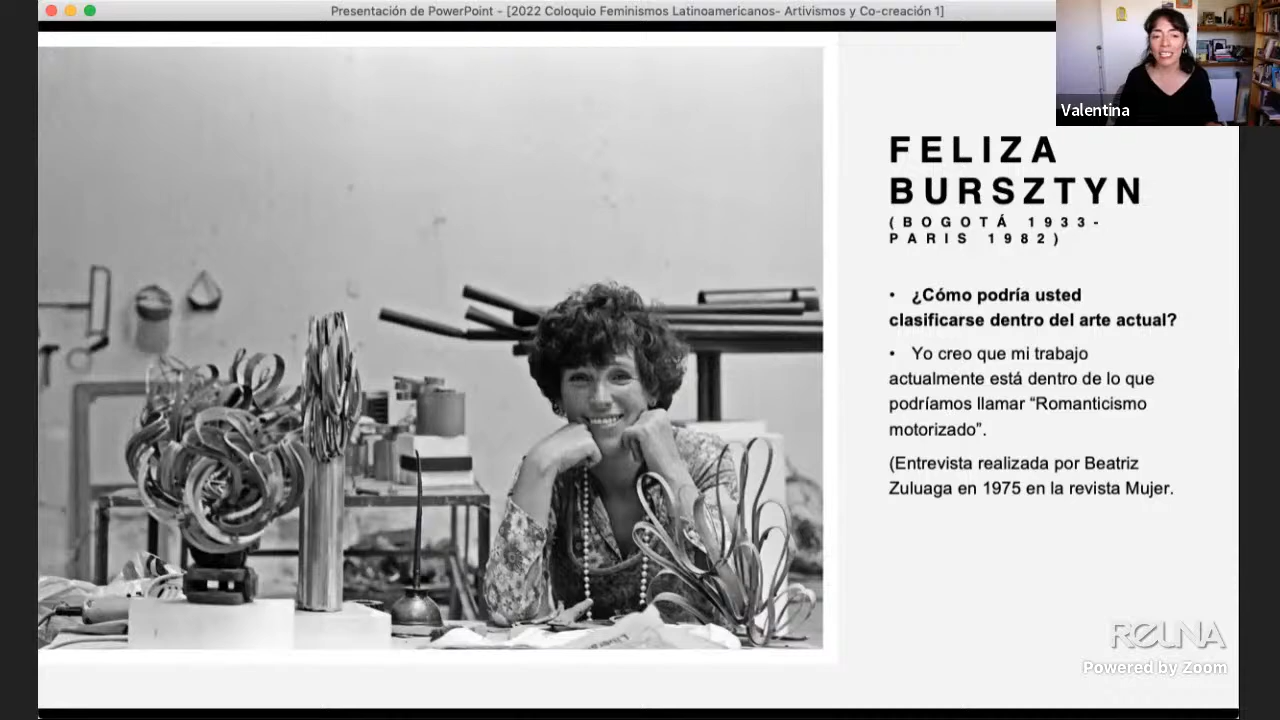 Presentación de PowerPoint - [2022 Coloquio Feminismos Latinoamericanos- Artivismos y Co-creación 1]
Valentina
FELIZA
BURSZTYN
(BOGOTÁ 1933-
PARIS 1982)
• ¿Cómo podría usted
clasificarse dentro del arte actual?
• Yo creo que mi trabajo
actualmente está dentro de lo que
podríamos llamar “Romanticismo
motorizado”.
(Entrevista realizada por Beatriz
Zuluaga en 1975 en la revista Mujer.
REUNA
Powered by Zoom